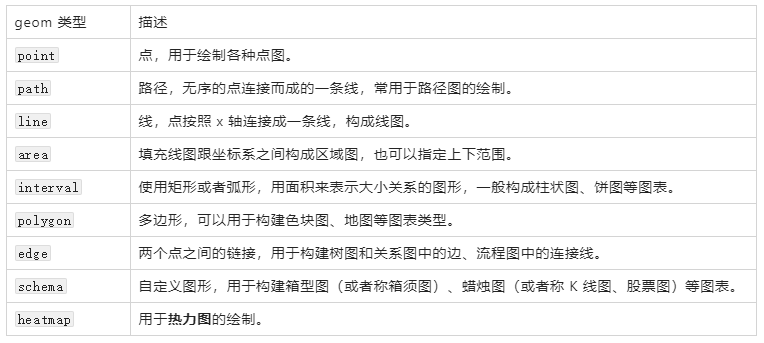 geom 类型 描述
point 点，用于绘制各种点图。
path 路径，无序的点连接而成的一条线，常用于路径图的绘制。
line 线，点按照 x 轴连接成一条线，构成线图。
area 填充线图跟坐标系之间构成区域图，也可以指定上下范围。
interval 使用矩形或者弧形，用面积来表示大小关系的图形，一般构成柱状图、饼图等图表。
polygon 多边形，可以用于构建色块图、地图等图表类型。
edge 两个点之间的链接，用于构建树图和关系图中的边、流程图中的连接线。
schema 自定义图形，用于构建箱型图（或者称箱须图）、蜡烛图（或者称 K 线图、股票图）等图表。
heatmap 用于热力图的绘制。